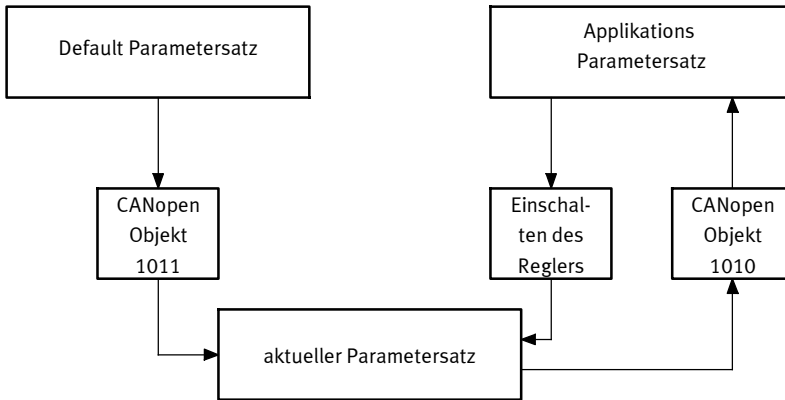 Default Parametersatz
Applikations
Parametersatz
CANopen
Objekt
1011
Einschal-
ten des
Reglers
CANopen
Objekt
1010
aktueller Parametersatz